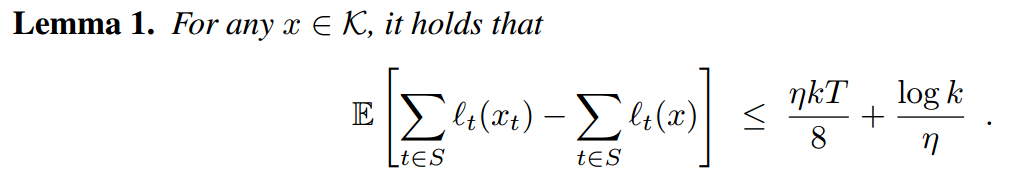 Lemma 1. For any x ∈ 𝒦, it holds that
𝔼 [ ∑_{t∈S} ℓ_t(x_t) − ∑_{t∈S} ℓ_t(x) ] ≤ ηkT/8 + log k/η .